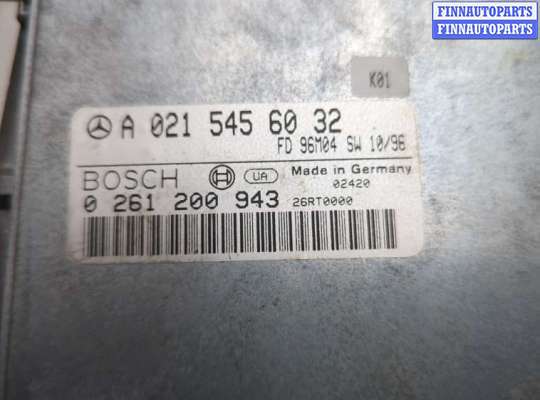 FINNAUTOPARTS
FINNAUTOPARTS
K01
A 021 545 60 32
FD 96M04 SW 10/96
BOSCH UA Made in Germany
02420
0 261 200 943 26RT0000